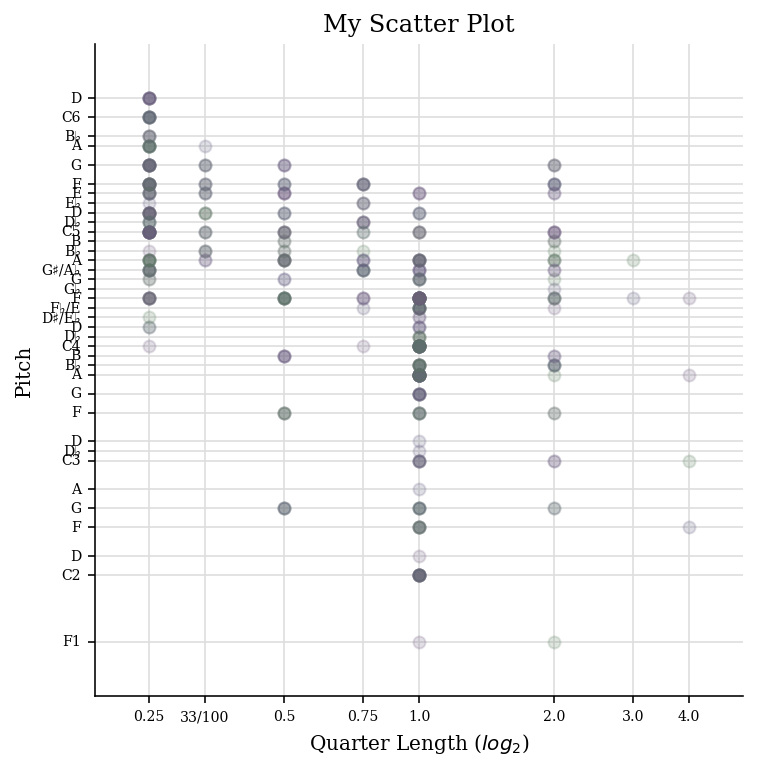 My Scatter Plot
D
C6
B♭
A
G
F
E
E♭
D
D♭
C5
B
B♭
A
G♯/A♭
G
G♭
F
F♭/E
D♯/E♭
D
D♭
C4
B
B♭
A
G
F
D
D♭
C3
A
G
F
D
C2
F1
Pitch
0.25 33/100 0.5 0.75 1.0 2.0 3.0 4.0
Quarter Length (log₂)